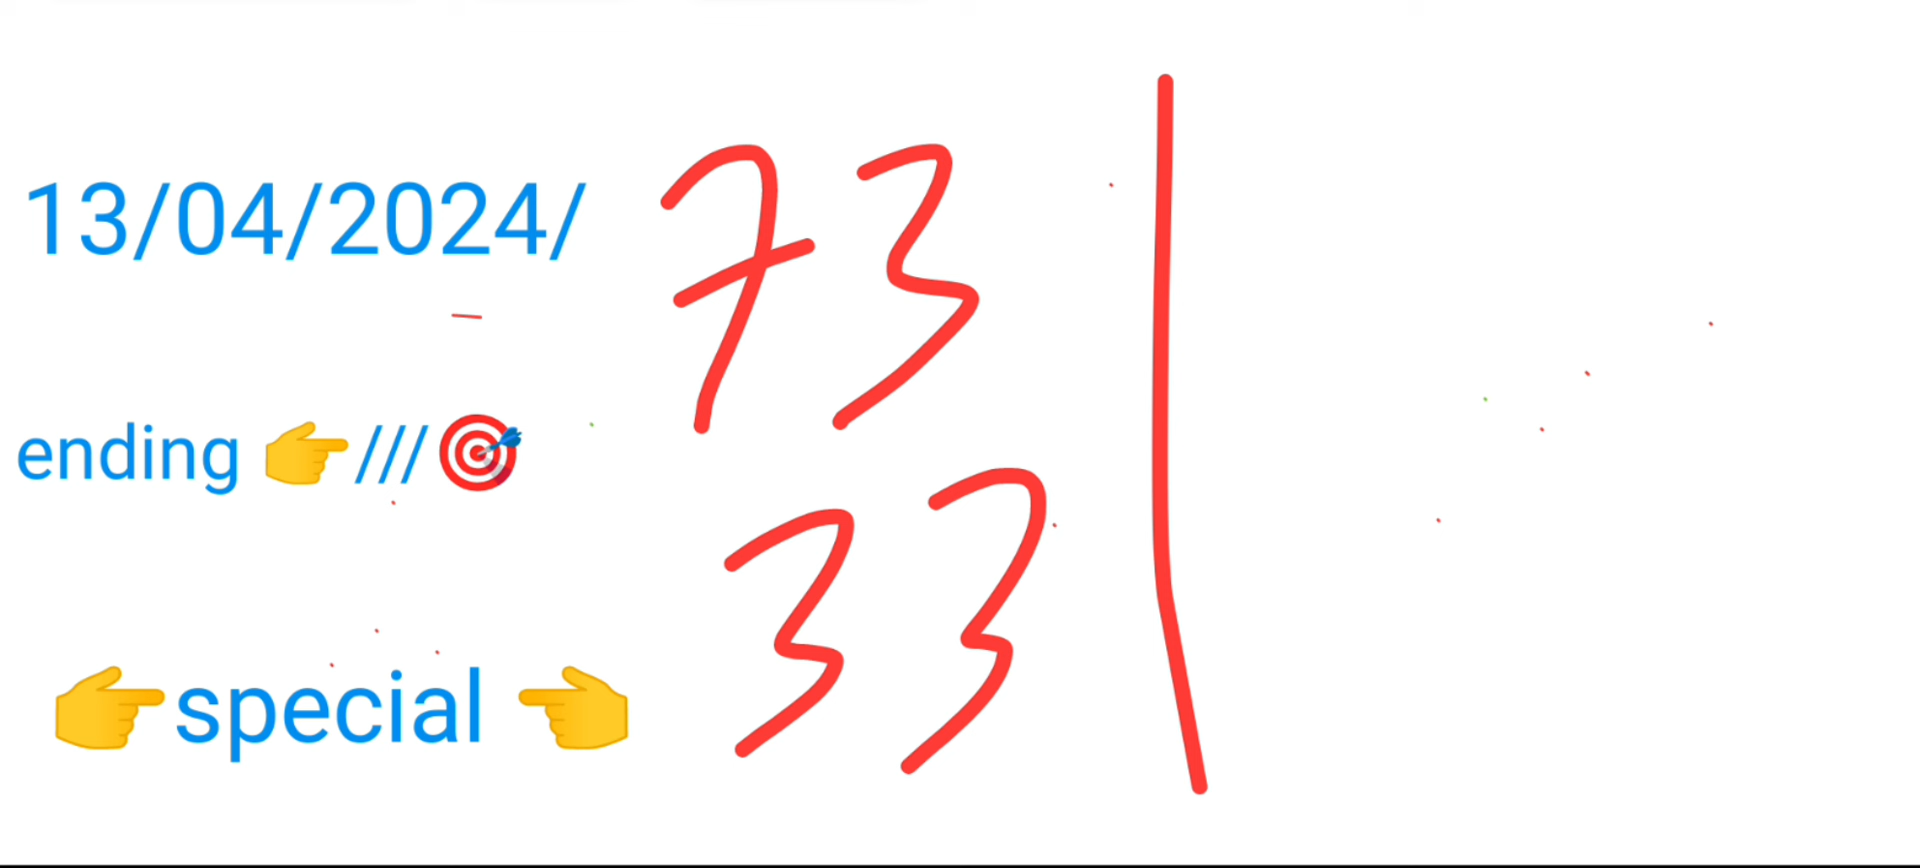 13/04/2024/ 73
ending 👉///🎯
33
👉special 👈